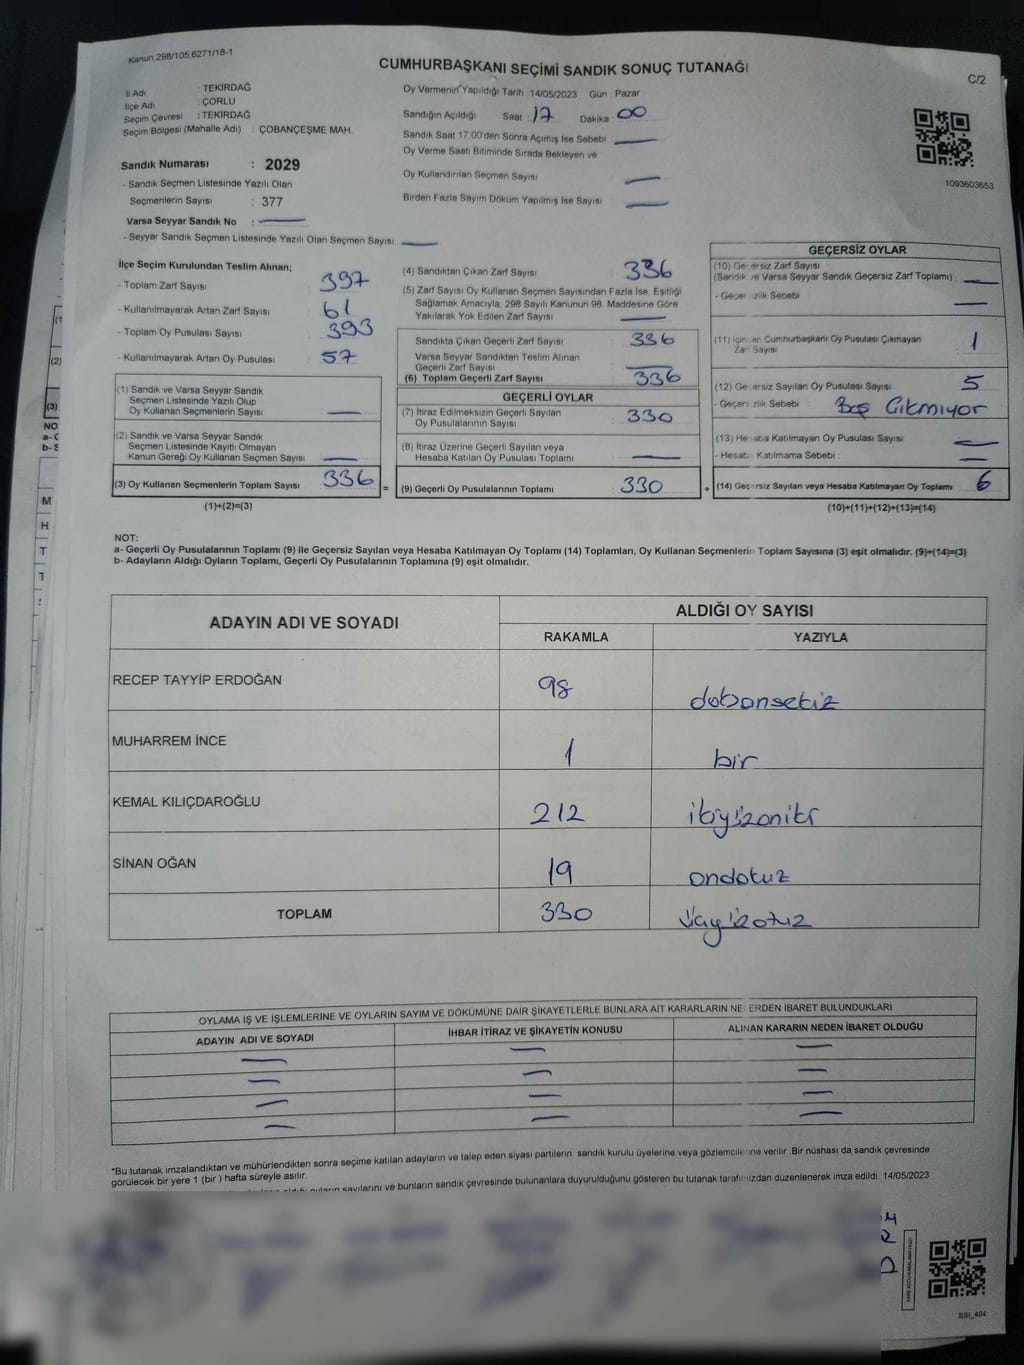 Kanun:298/105;6271/18-1
CUMHURBAŞKANI SEÇİMİ SANDIK SONUÇ TUTANAĞI
C/2
İl Adı : TEKİRDAĞ
İlçe Adı : ÇORLU
Seçim Çevresi : TEKİRDAĞ
Seçim Bölgesi (Mahalle Adı) : ÇOBANÇEŞME MAH.
Oy Vermenin Yapıldığı Tarih : 14/05/2023 Gün : Pazar
Sandığın Açıldığı Saat : 17 Dakika : 00
Sandık Saat 17:00'den Sonra Açılmış İse Sebebi —
Oy Verme Saati Bitiminde Sırada Bekleyen ve
Oy Kullandırılan Seçmen Sayısı —
Birden Fazla Sayım Döküm Yapılmış İse Sayısı —
1093603653
Sandık Numarası : 2029
- Sandık Seçmen Listesinde Yazılı Olan
Seçmenlerin Sayısı : 377
Varsa Seyyar Sandık No : —
- Seyyar Sandık Seçmen Listesinde Yazılı Olan Seçmen Sayısı —
İlçe Seçim Kurulundan Teslim Alınan;
- Toplam Zarf Sayısı : 397
- Kullanılmayarak Artan Zarf Sayısı : 61
- Toplam Oy Pusulası Sayısı : 393
- Kullanılmayarak Artan Oy Pusulası : 57
(1) Sandık ve Varsa Seyyar Sandık
Seçmen Listesinde Yazılı Olup
Oy Kullanan Seçmenlerin Sayısı —
(2) Sandık ve Varsa Seyyar Sandık
Seçmen Listesinde Kayıtlı Olmayan
Kanun Gereği Oy Kullanan Seçmen Sayısı —
(3) Oy Kullanan Seçmenlerin Toplam Sayısı 336 =
(1)+(2)=(3)
(4) Sandıktan Çıkan Zarf Sayısı 336
(5) Zarf Sayısı Oy Kullanan Seçmen Sayısından Fazla İse, Eşitliği
Sağlamak Amacıyla, 298 Sayılı Kanunun 98. Maddesine Göre
Yakılarak Yok Edilen Zarf Sayısı —
Sandıkta Çıkan Geçerli Zarf Sayısı 336
Varsa Seyyar Sandıktan Teslim Alınan
Geçerli Zarf Sayısı —
(6) Toplam Geçerli Zarf Sayısı 336
GEÇERLİ OYLAR
(7) İtiraz Edilmeksizin Geçerli Sayılan
Oy Pusulalarının Sayısı 330
(8) İtiraz Üzerine Geçerli Sayılan veya
Hesaba Katılan Oy Pusulası Toplamı —
(9) Geçerli Oy Pusulalarının Toplamı 330 +
GEÇERSİZ OYLAR
(10) Geçersiz Zarf Sayısı
(Sandık ve Varsa Seyyar Sandık Geçersiz Zarf Toplamı) —
- Geçersizlik Sebebi —
(11) İçinden Cumhurbaşkanı Oy Pusulası Çıkmayan
Zarf Sayısı 1
(12) Geçersiz Sayılan Oy Pusulası Sayısı 5
- Geçersizlik Sebebi : Boş Çıkmıyor
(13) Hesaba Katılmayan Oy Pusulası Sayısı —
- Hesaba Katılmama Sebebi : —
(14) Geçersiz Sayılan veya Hesaba Katılmayan Oy Toplamı 6
(10)+(11)+(12)+(13)=(14)
NOT:
a- Geçerli Oy Pusulalarının Toplamı (9) ile Geçersiz Sayılan veya Hesaba Katılmayan Oy Toplamı (14) Toplamları, Oy Kullanan Seçmenlerin Toplam Sayısına (3) eşit olmalıdır. (9)+(14)=(3)
b- Adayların Aldığı Oyların Toplamı, Geçerli Oy Pusulalarının Toplamına (9) eşit olmalıdır.
ADAYIN ADI VE SOYADI
ALDIĞI OY SAYISI
RAKAMLA YAZIYLA
RECEP TAYYİP ERDOĞAN 98 doksansekiz
MUHARREM İNCE 1 bir
KEMAL KILIÇDAROĞLU 212 ikiyüzoniki
SİNAN OĞAN 19 ondokuz
TOPLAM 330 üçyüzotuz
OYLAMA İŞ VE İŞLEMLERİNE VE OYLARIN SAYIM VE DÖKÜMÜNE DAİR ŞİKAYETLERLE BUNLARA AİT KARARLARIN NELERDEN İBARET BULUNDUKLARI
ADAYIN ADI VE SOYADI İHBAR İTİRAZ VE ŞİKAYETİN KONUSU ALINAN KARARIN NEDEN İBARET OLDUĞU
— — —
— — —
— — —
— — —
*Bu tutanak imzalandıktan ve mühürlendikten sonra seçime katılan adayların ve talep eden siyasi partilerin sandık kurulu üyelerine veya gözlemcilerine verilir. Bir nüshası da sandık çevresinde
görülecek bir yere 1 (bir) hafta süreyle asılır.
sayılarını ve bunların sandık çevresinde bulunanlara duyurulduğunu gösteren bu tutanak tarafımızdan düzenlenerek imza edildi. 14/05/2023
SSI_404